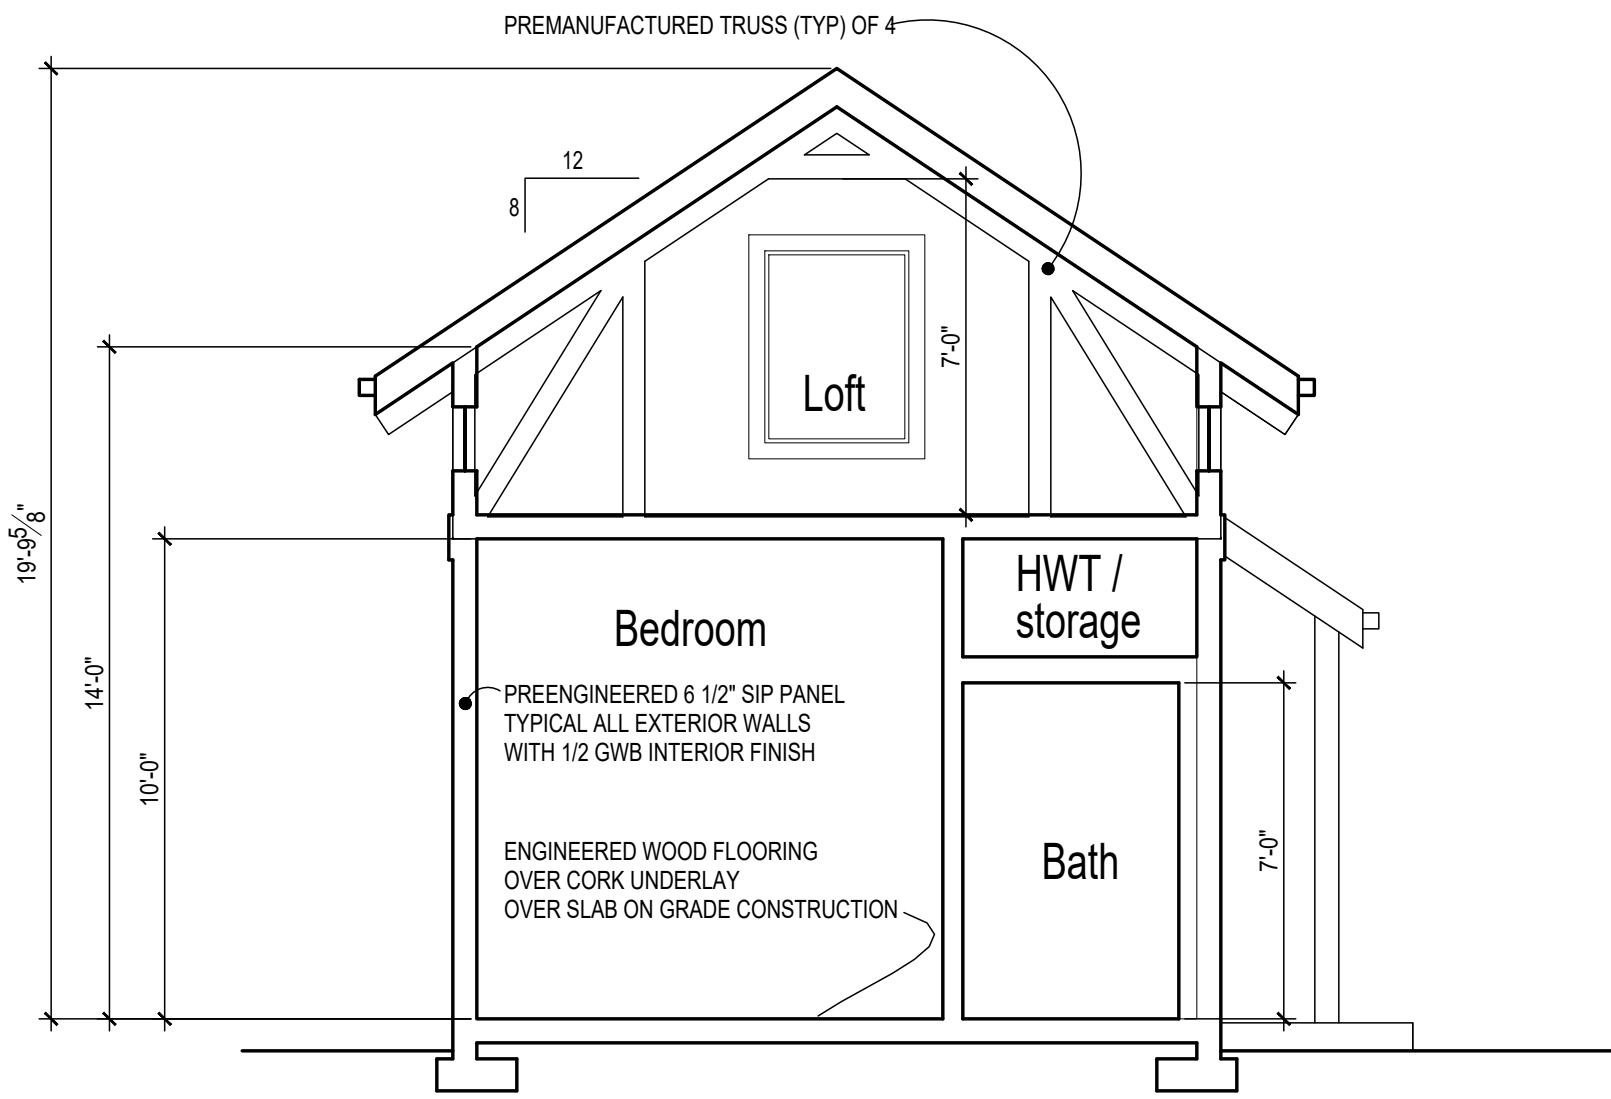 PREMANUFACTURED TRUSS (TYP) OF 4
12
8
7'-0"
Loft
19'-9 5/8"
14'-0"
10'-0"
HWT /
storage
Bedroom
PREENGINEERED 6 1/2" SIP PANEL
TYPICAL ALL EXTERIOR WALLS
WITH 1/2 GWB INTERIOR FINISH
ENGINEERED WOOD FLOORING
OVER CORK UNDERLAY
OVER SLAB ON GRADE CONSTRUCTION
Bath
7'-0"